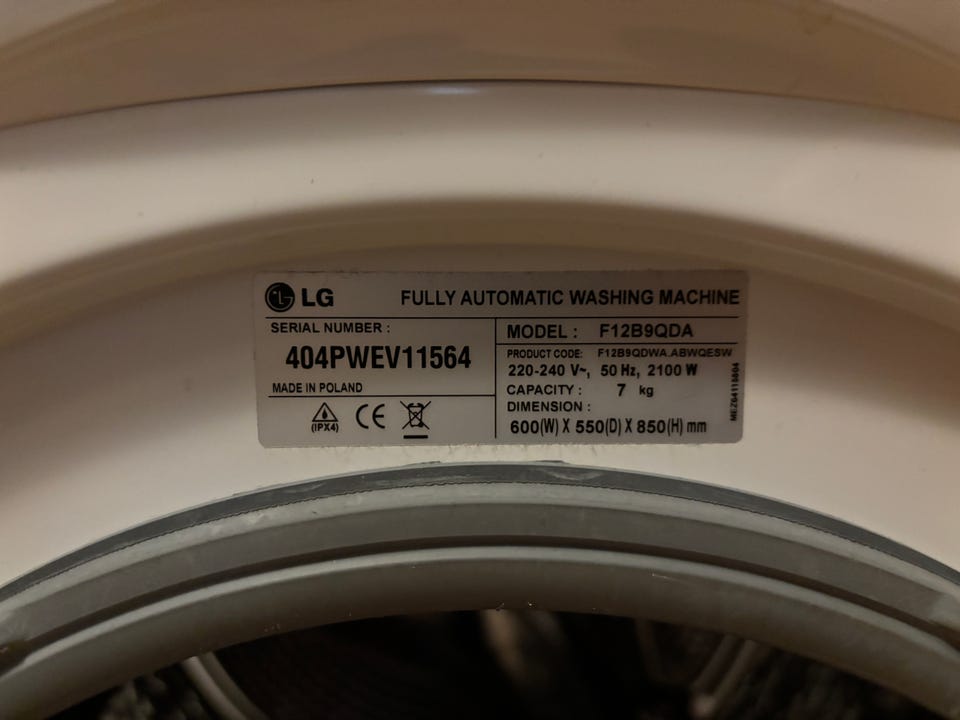 LG FULLY AUTOMATIC WASHING MACHINE
SERIAL NUMBER :
404PWEV11564
MADE IN POLAND
(IPX4) CE
MODEL : F12B9QDA
PRODUCT CODE: F12B9QDWA.ABWQESW
220-240 V~, 50 Hz, 2100 W
CAPACITY : 7 kg
DIMENSION :
600(W) X 550(D) X 850(H) mm